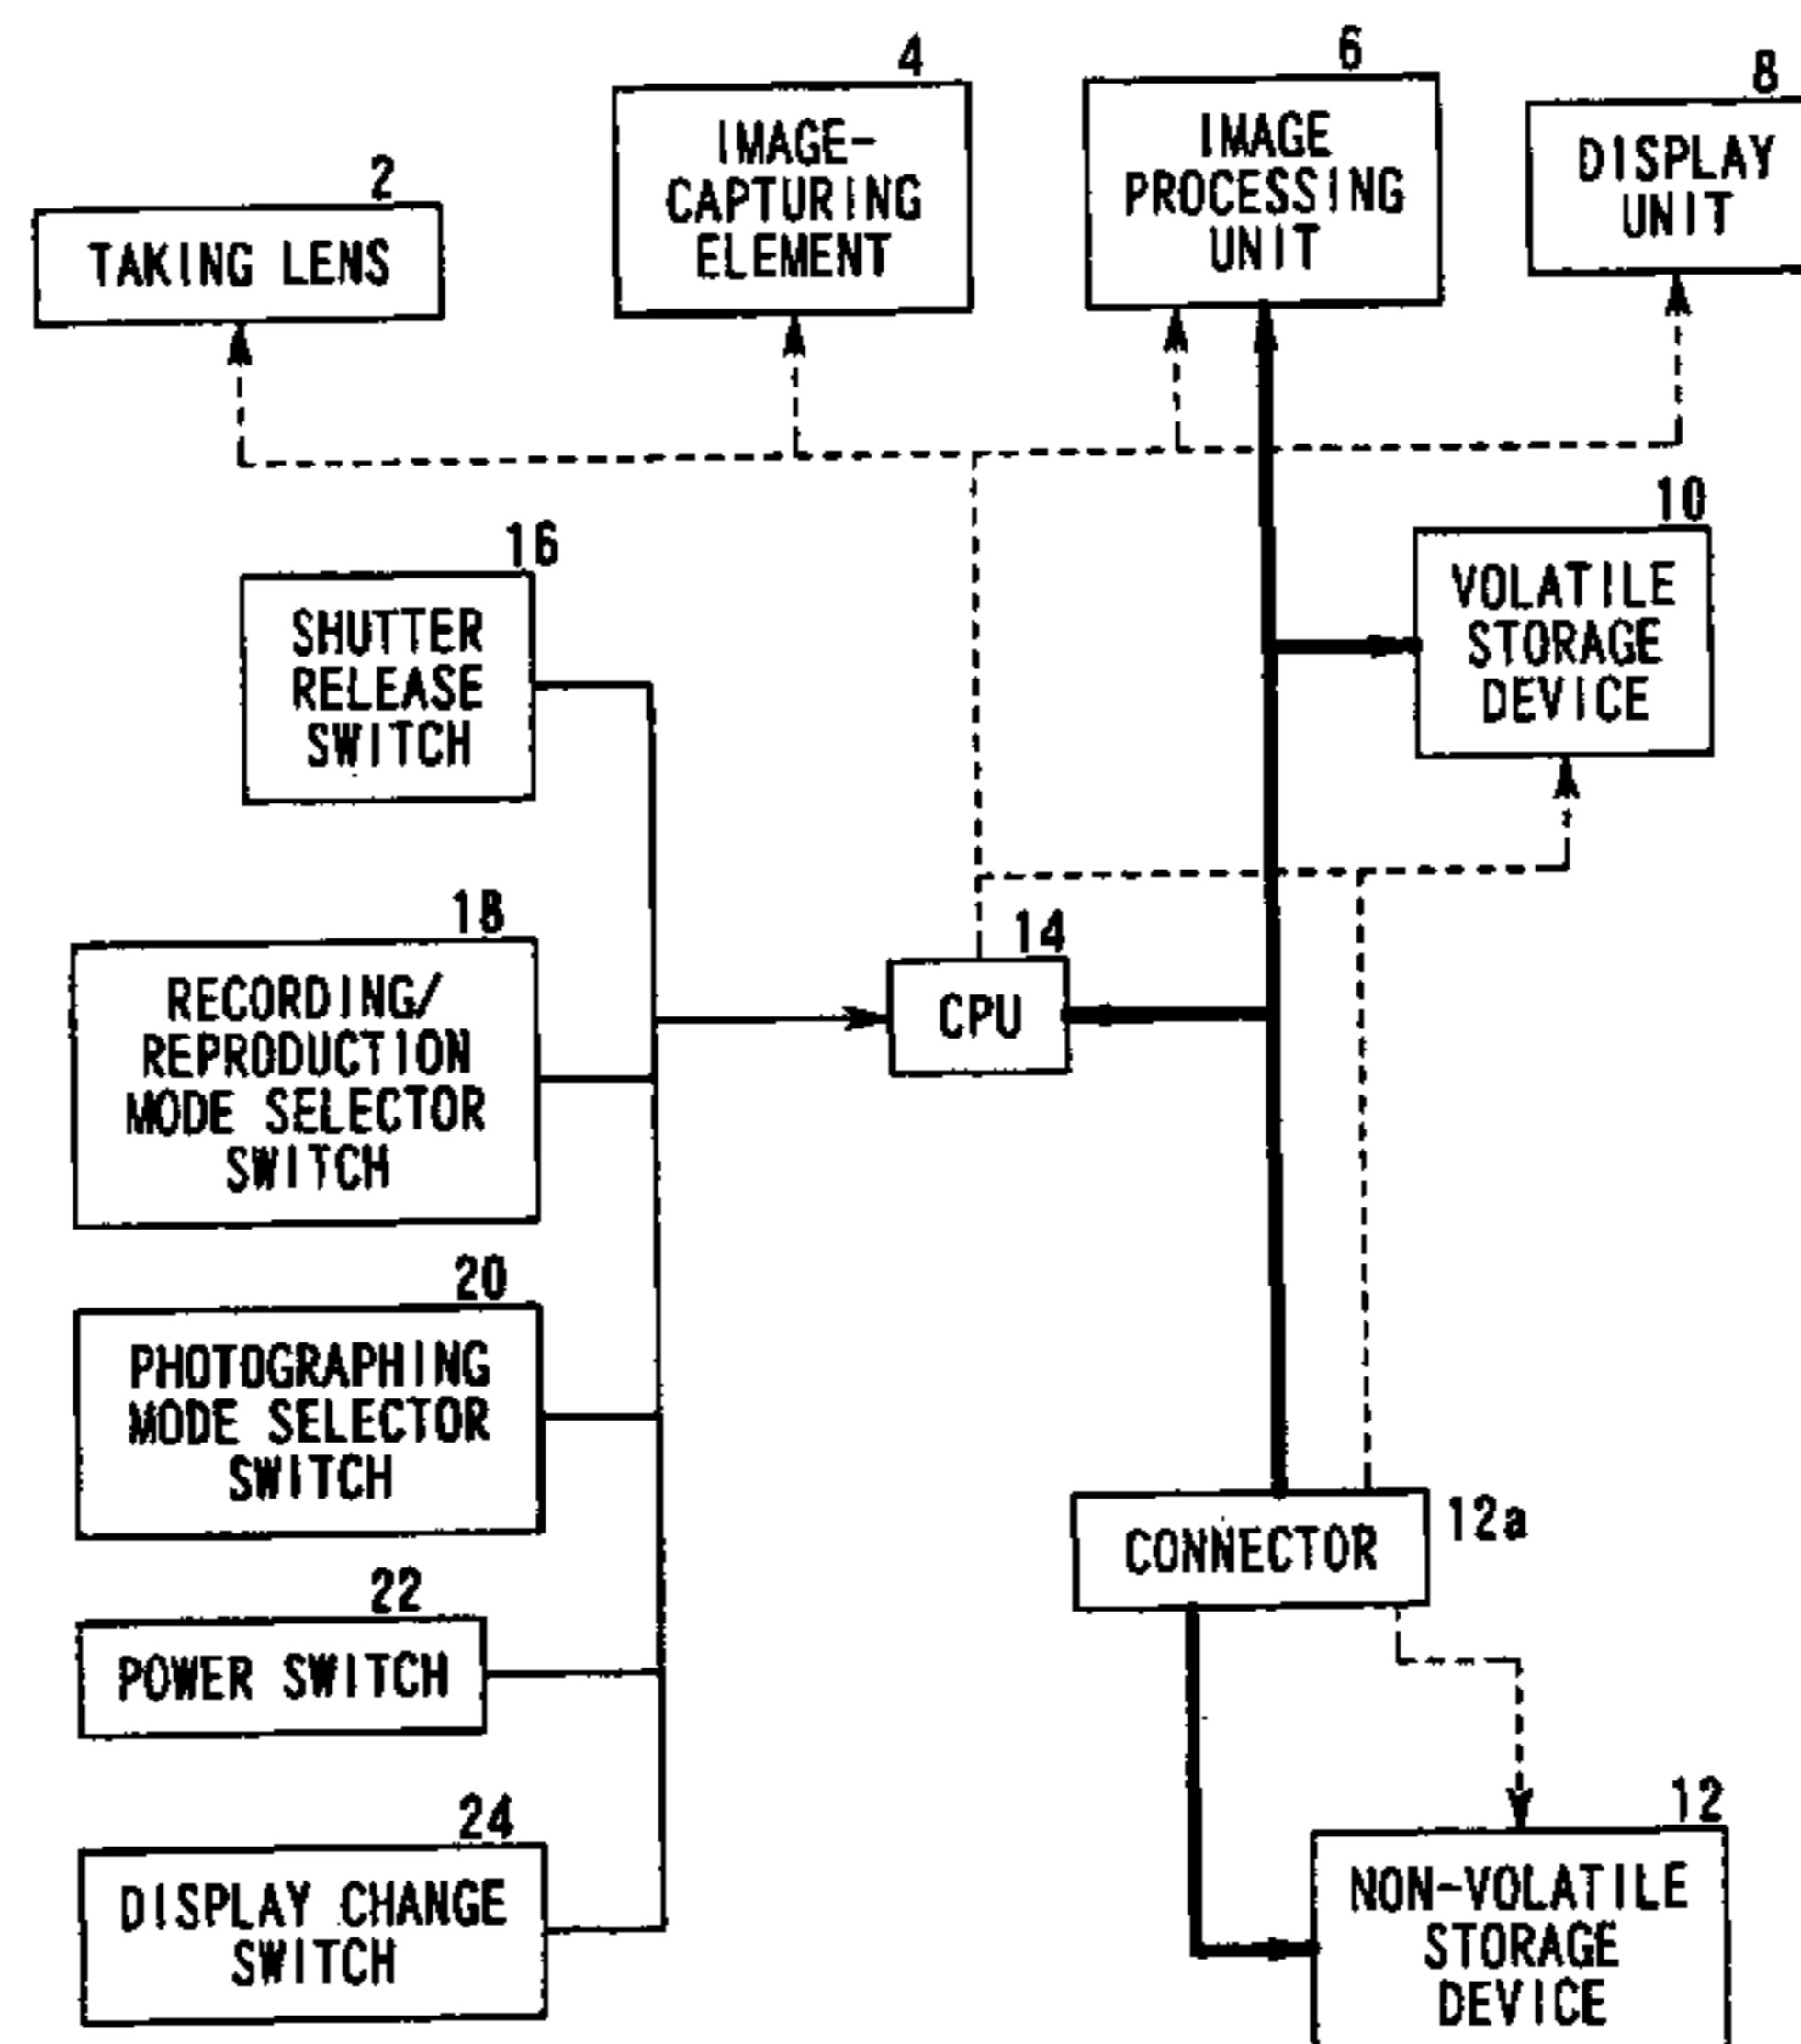 2
TAKING LENS
4
IMAGE-
CAPTURING
ELEMENT
6
IMAGE
PROCESSING
UNIT
8
DISPLAY
UNIT
16
SHUTTER
RELEASE
SWITCH
10
VOLATILE
STORAGE
DEVICE
18
RECORDING/
REPRODUCTION
MODE SELECTOR
SWITCH
14
CPU
20
PHOTOGRAPHING
MODE SELECTOR
SWITCH
CONNECTOR
12a
22
POWER SWITCH
24
DISPLAY CHANGE
SWITCH
12
NON-VOLATILE
STORAGE
DEVICE